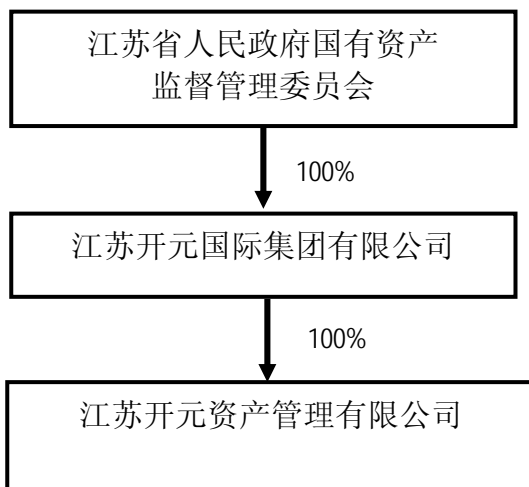 江苏省人民政府国有资产
监督管理委员会
100%
江苏开元国际集团有限公司
100%
江苏开元资产管理有限公司